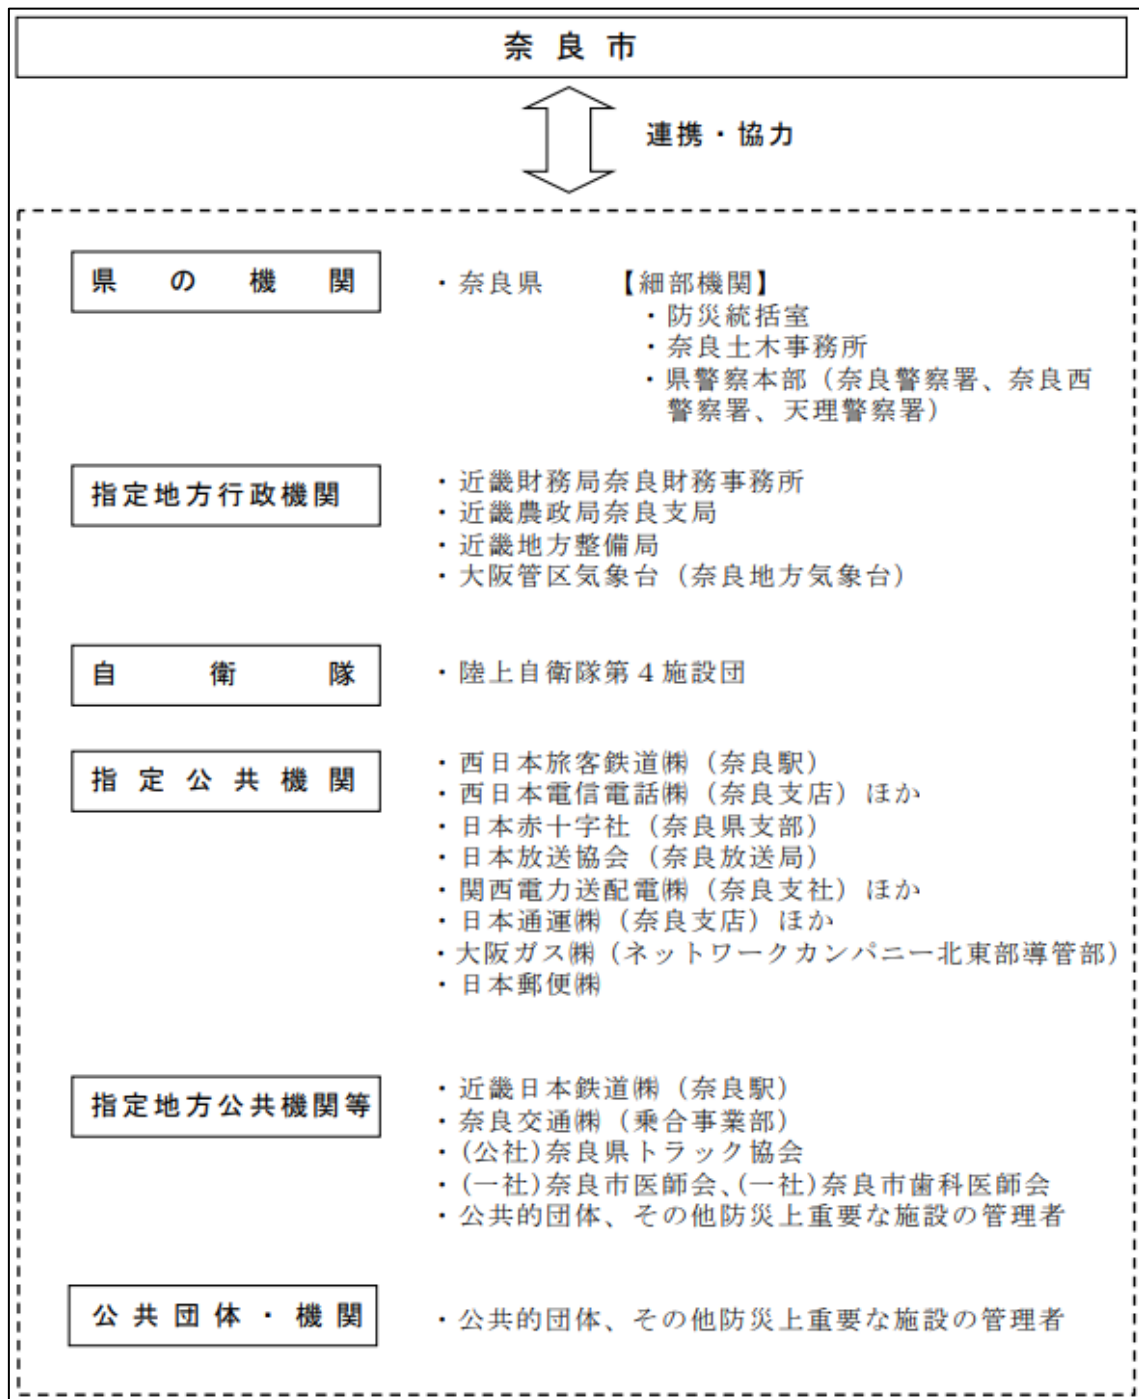 奈良市
連携・協力
県の機関
・奈良県 【細部機関】
・防災統括室
・奈良土木事務所
・県警察本部（奈良警察署、奈良西
警察署、天理警察署）
指定地方行政機関
・近畿財務局奈良財務事務所
・近畿農政局奈良支局
・近畿地方整備局
・大阪管区気象台（奈良地方気象台）
自衛隊
・陸上自衛隊第４施設団
指定公共機関
・西日本旅客鉄道㈱（奈良駅）
・西日本電信電話㈱（奈良支店）ほか
・日本赤十字社（奈良県支部）
・日本放送協会（奈良放送局）
・関西電力送配電㈱（奈良支社）ほか
・日本通運㈱（奈良支店）ほか
・大阪ガス㈱（ネットワークカンパニー北東部導管部）
・日本郵便㈱
指定地方公共機関等
・近畿日本鉄道㈱（奈良駅）
・奈良交通㈱（乗合事業部）
・(公社)奈良県トラック協会
・(一社)奈良市医師会、(一社)奈良市歯科医師会
・公共的団体、その他防災上重要な施設の管理者
公共団体・機関
・公共的団体、その他防災上重要な施設の管理者